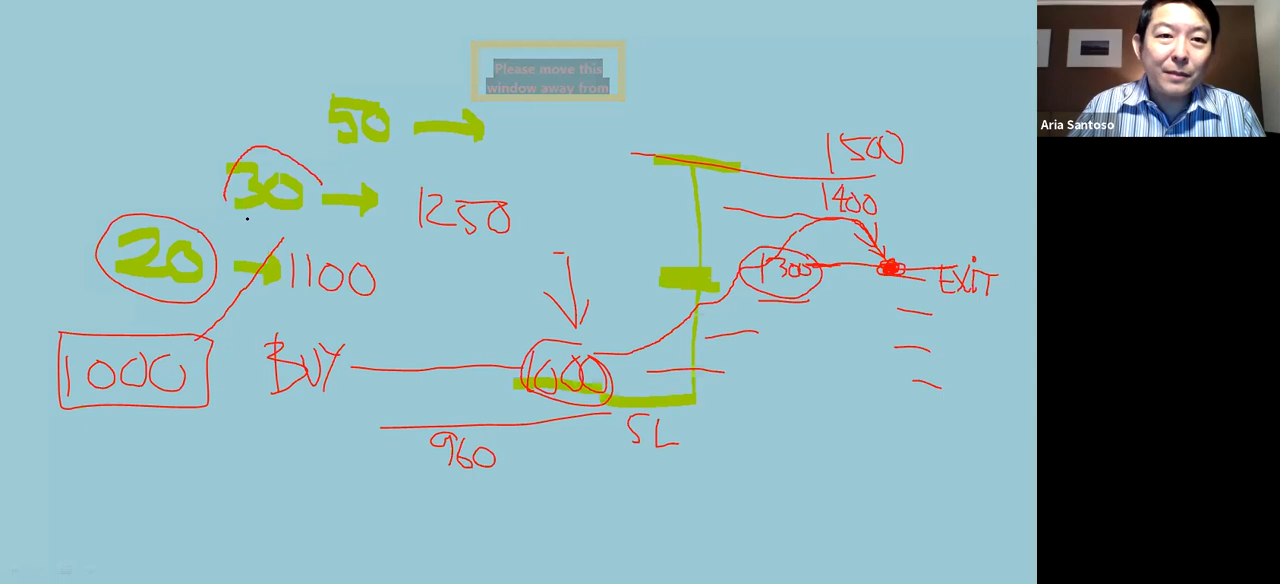 Please move this
window away from
Aria Santoso
50
1500
30
1250
1400
20
1100
1300
EXiT
1000
BUY
1000
960
SL